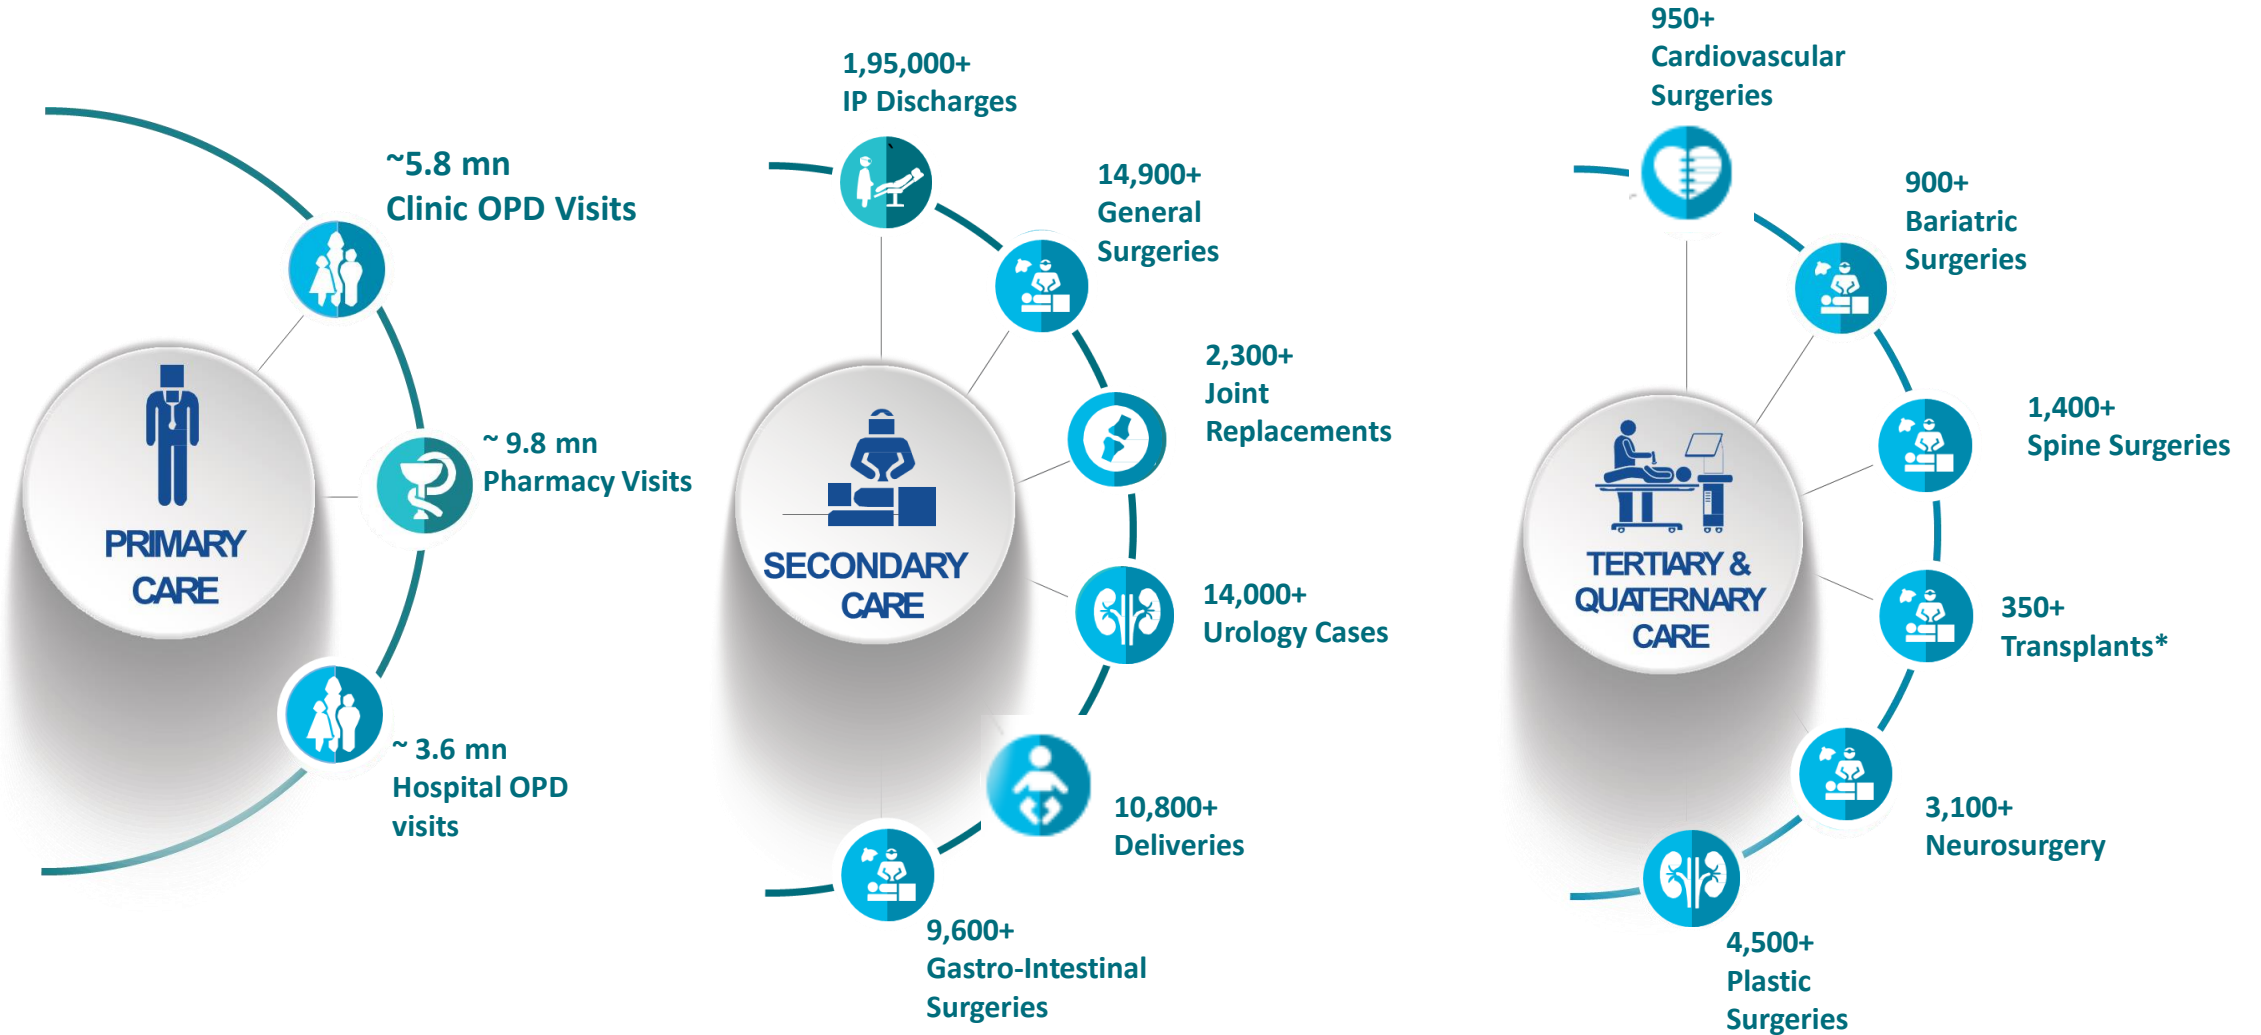 ~5.8 mn
Clinic OPD Visits
~ 9.8 mn
Pharmacy Visits
PRIMARY
CARE
~ 3.6 mn
Hospital OPD
visits
1,95,000+
IP Discharges
14,900+
General
Surgeries
2,300+
Joint
Replacements
SECONDARY
CARE
14,000+
Urology Cases
10,800+
Deliveries
9,600+
Gastro-Intestinal
Surgeries
950+
Cardiovascular
Surgeries
900+
Bariatric
Surgeries
1,400+
Spine Surgeries
TERTIARY &
QUATERNARY
CARE
350+
Transplants*
3,100+
Neurosurgery
4,500+
Plastic
Surgeries